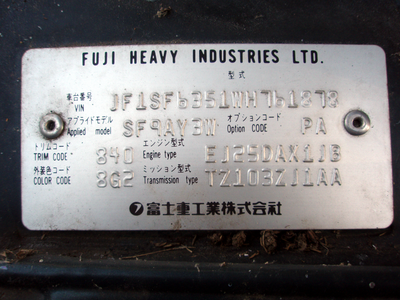 FUJI HEAVY INDUSTRIES LTD.
型式
車台番号 VIN JF1SF6351WH761878
アプライドモデル Applied model SF9AY3W オプションコード Option code PA
トリムコード TRIM CODE 840 エンジン型式 Engine type EJ25DAX1JG
外装色コード COLOR CODE 8G2 ミッション型式 Transmission type TZ103ZJ1AA
富士重工業株式会社